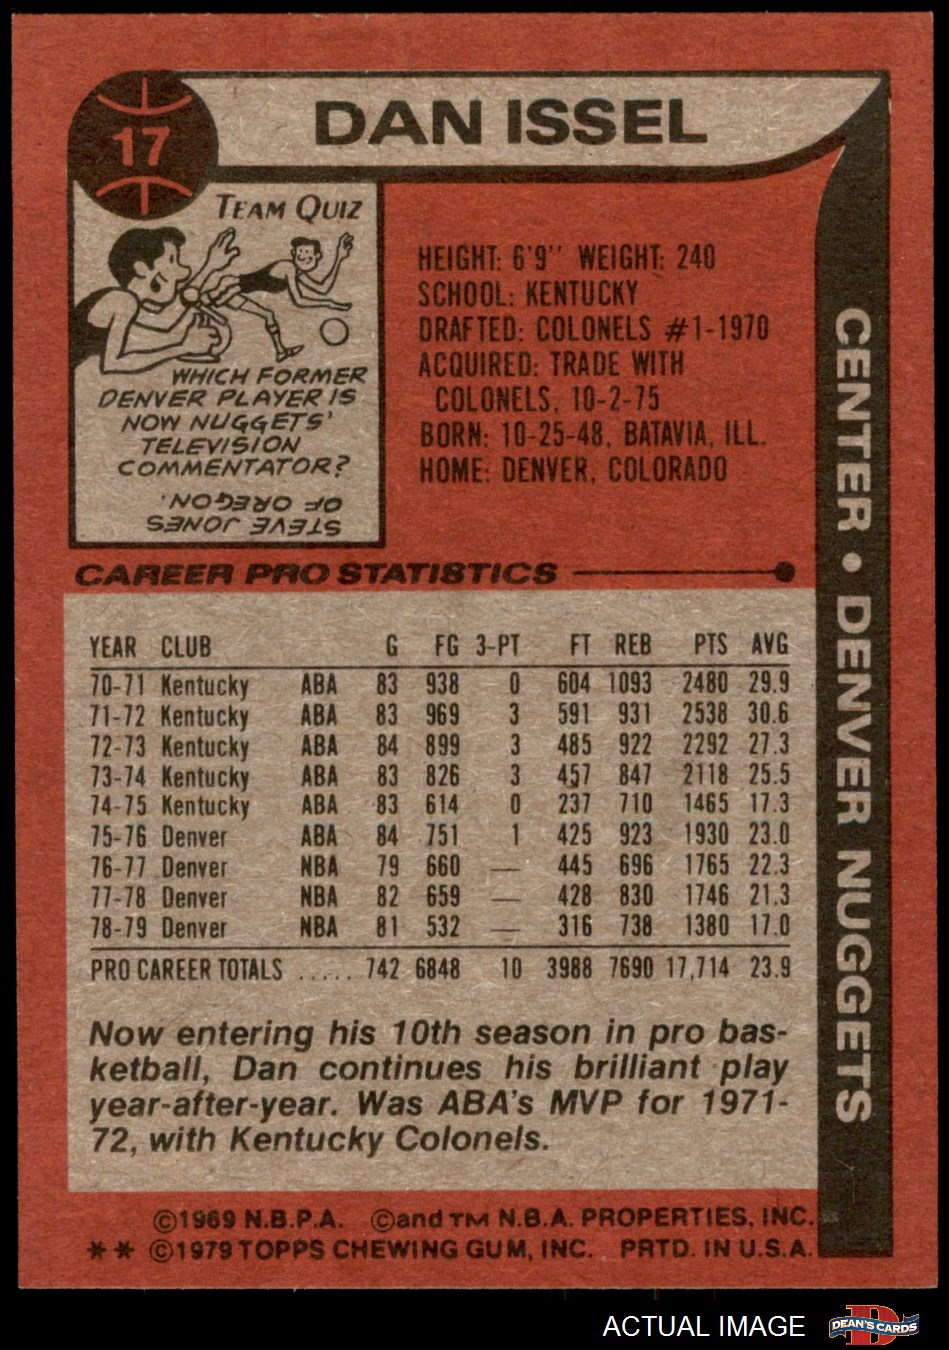 17
DAN ISSEL
TEAM QUIZ
WHICH FORMER
DENVER PLAYER IS
NOW NUGGETS'
TELEVISION
COMMENTATOR?
STEVE JONES
OF OREGON.
HEIGHT: 6'9" WEIGHT: 240
SCHOOL: KENTUCKY
DRAFTED: COLONELS #1-1970
ACQUIRED: TRADE WITH
COLONELS, 10-2-75
BORN: 10-25-48, BATAVIA, ILL.
HOME: DENVER, COLORADO
CENTER • DENVER NUGGETS
CAREER PRO STATISTICS
YEAR CLUB G FG 3-PT FT REB PTS AVG
70-71 Kentucky ABA 83 938 0 604 1093 2480 29.9
71-72 Kentucky ABA 83 969 3 591 931 2538 30.6
72-73 Kentucky ABA 84 899 3 485 922 2292 27.3
73-74 Kentucky ABA 83 826 3 457 847 2118 25.5
74-75 Kentucky ABA 83 614 0 237 710 1465 17.3
75-76 Denver ABA 84 751 1 425 923 1930 23.0
76-77 Denver NBA 79 660 — 445 696 1765 22.3
77-78 Denver NBA 82 659 — 428 830 1746 21.3
78-79 Denver NBA 81 532 — 316 738 1380 17.0
PRO CAREER TOTALS ..... 742 6848 10 3988 7690 17,714 23.9
Now entering his 10th season in pro bas-
ketball, Dan continues his brilliant play
year-after-year. Was ABA's MVP for 1971-
72, with Kentucky Colonels.
©1969 N.B.P.A. ©and TM N.B.A. PROPERTIES, INC.
** ©1979 TOPPS CHEWING GUM, INC. PRTD. IN U.S.A.
ACTUAL IMAGE
D
DEAN'S CARDS